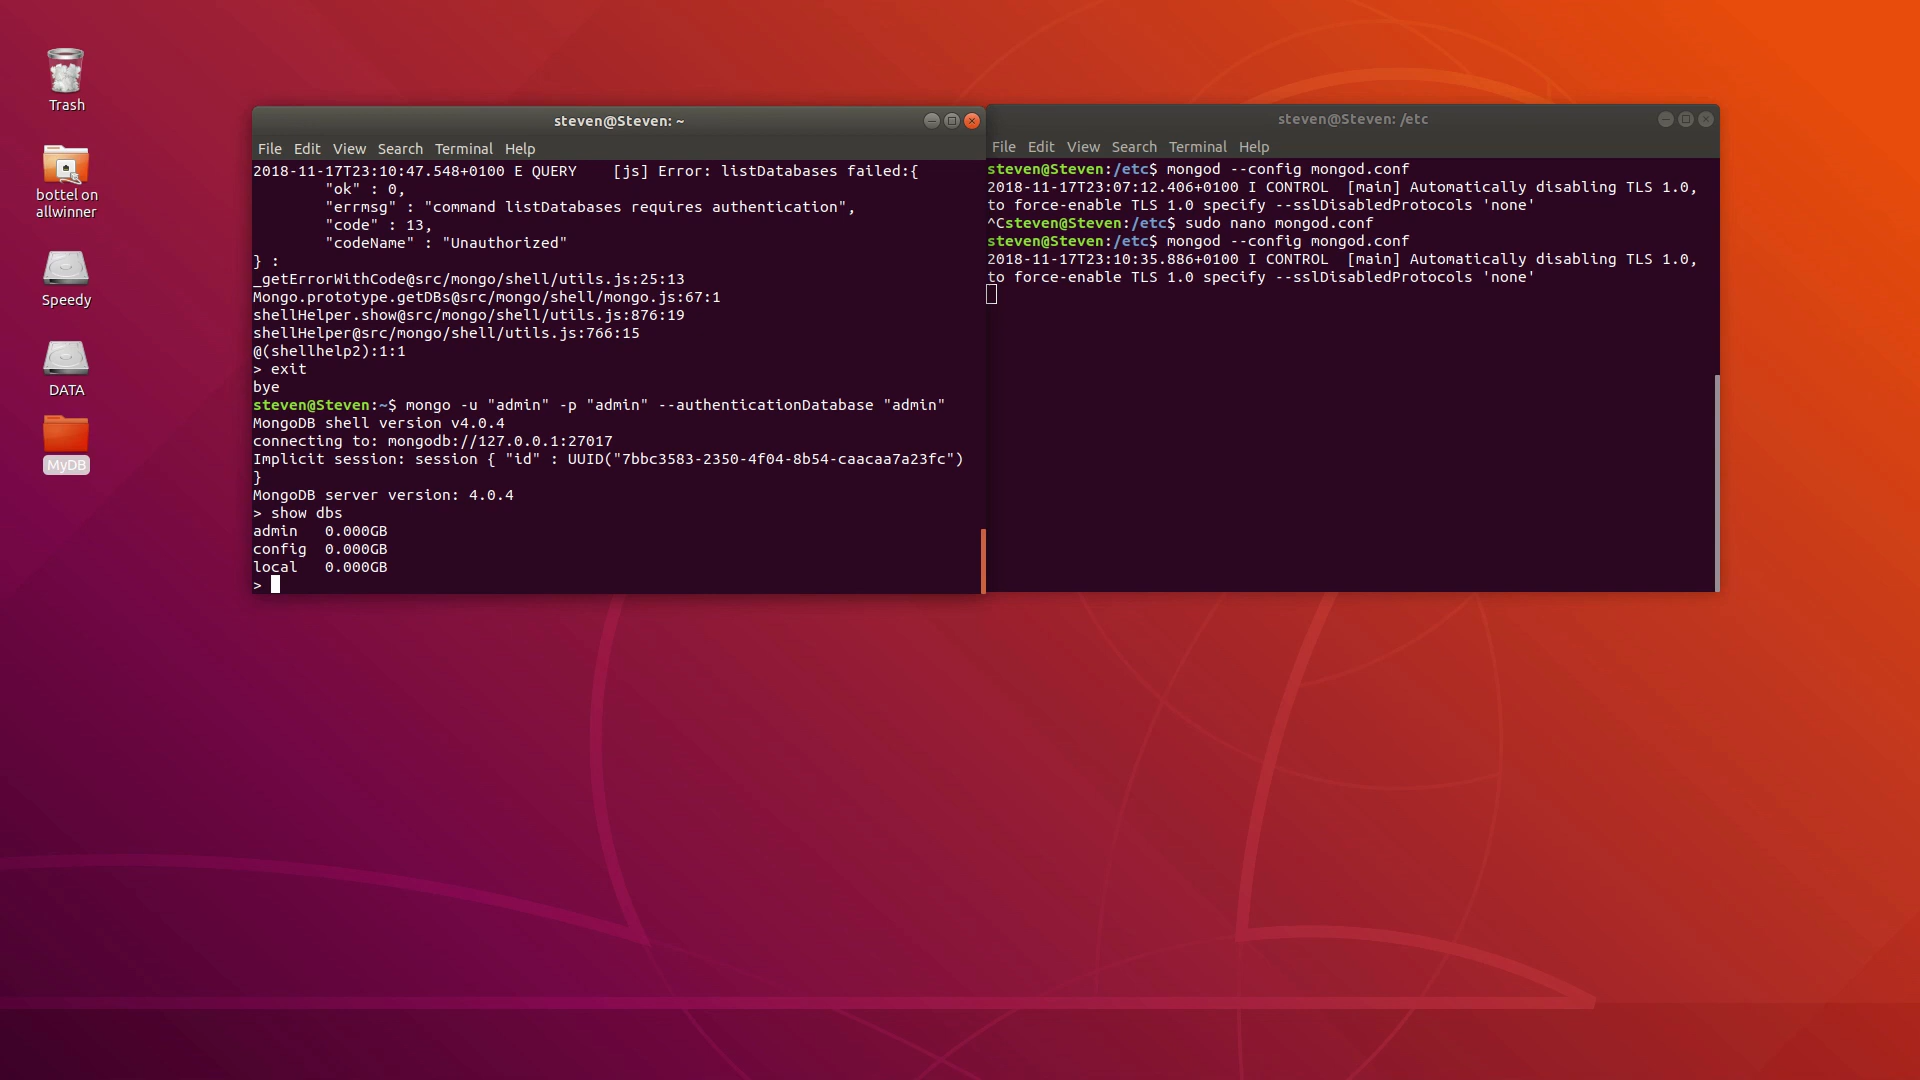 Trash
bottel on
allwinner
Speedy
DATA
MyDB
steven@Steven: ~
File Edit View Search Terminal Help
2018-11-17T23:10:47.548+0100 E QUERY    [js] Error: listDatabases failed:{
        "ok" : 0,
        "errmsg" : "command listDatabases requires authentication",
        "code" : 13,
        "codeName" : "Unauthorized"
} :
_getErrorWithCode@src/mongo/shell/utils.js:25:13
Mongo.prototype.getDBs@src/mongo/shell/mongo.js:67:1
shellHelper.show@src/mongo/shell/utils.js:876:19
shellHelper@src/mongo/shell/utils.js:766:15
@(shellhelp2):1:1
> exit
bye
steven@Steven:~$ mongo -u "admin" -p "admin" --authenticationDatabase "admin"
MongoDB shell version v4.0.4
connecting to: mongodb://127.0.0.1:27017
Implicit session: session { "id" : UUID("7bbc3583-2350-4f04-8b54-caacaa7a23fc")
}
MongoDB server version: 4.0.4
> show dbs
admin   0.000GB
config  0.000GB
local   0.000GB
>
steven@Steven: /etc
File Edit View Search Terminal Help
steven@Steven:/etc$ mongod --config mongod.conf
2018-11-17T23:07:12.406+0100 I CONTROL  [main] Automatically disabling TLS 1.0,
to force-enable TLS 1.0 specify --sslDisabledProtocols 'none'
^Csteven@Steven:/etc$ sudo nano mongod.conf
steven@Steven:/etc$ mongod --config mongod.conf
2018-11-17T23:10:35.886+0100 I CONTROL  [main] Automatically disabling TLS 1.0,
to force-enable TLS 1.0 specify --sslDisabledProtocols 'none'